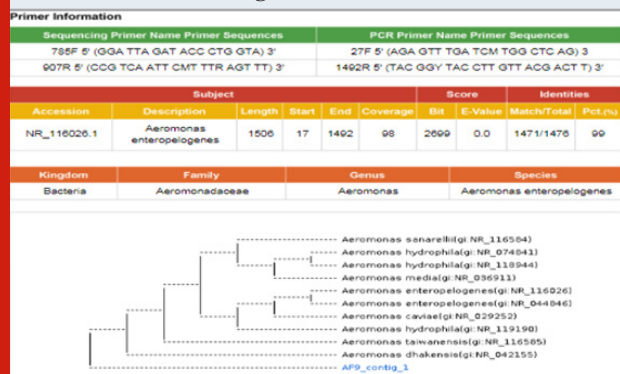 Primer Information
Sequencing Primer Name Primer Sequences PCR Primer Name Primer Sequences
785F 5' (GGA TTA GAT ACC CTG GTA) 3' 27F 5' (AGA GTT TGA TCM TGG CTC AG) 3
907R 5' (CCG TCA ATT CMT TTR AGT TT) 3' 1492R 5' (TAC GGY TAC CTT GTT ACG ACT T) 3'
Subject Score Identities
Accession Description Length Start End Coverage Bit E-Value Match/Total Pct.(%)
NR_116026.1 Aeromonas enteropelogenes 1506 17 1492 98 2699 0.0 1471/1476 99
Kingdom Family Genus Species
Bacteria Aeromonadaceae Aeromonas Aeromonas enteropelogenes
Aeromonas sanarellii(gi:NR_116584)
Aeromonas hydrophila(gi:NR_074841)
Aeromonas hydrophila(gi:NR_118944)
Aeromonas media(gi:NR_036911)
Aeromonas enteropelogenes(gi:NR_116026)
Aeromonas enteropelogenes(gi:NR_044846)
Aeromonas caviae(gi:NR_029252)
Aeromonas hydrophila(gi:NR_119190)
Aeromonas taiwanensis(gi:NR_116585)
Aeromonas dhakensis(gi:NR_042155)
AF9_contig_1